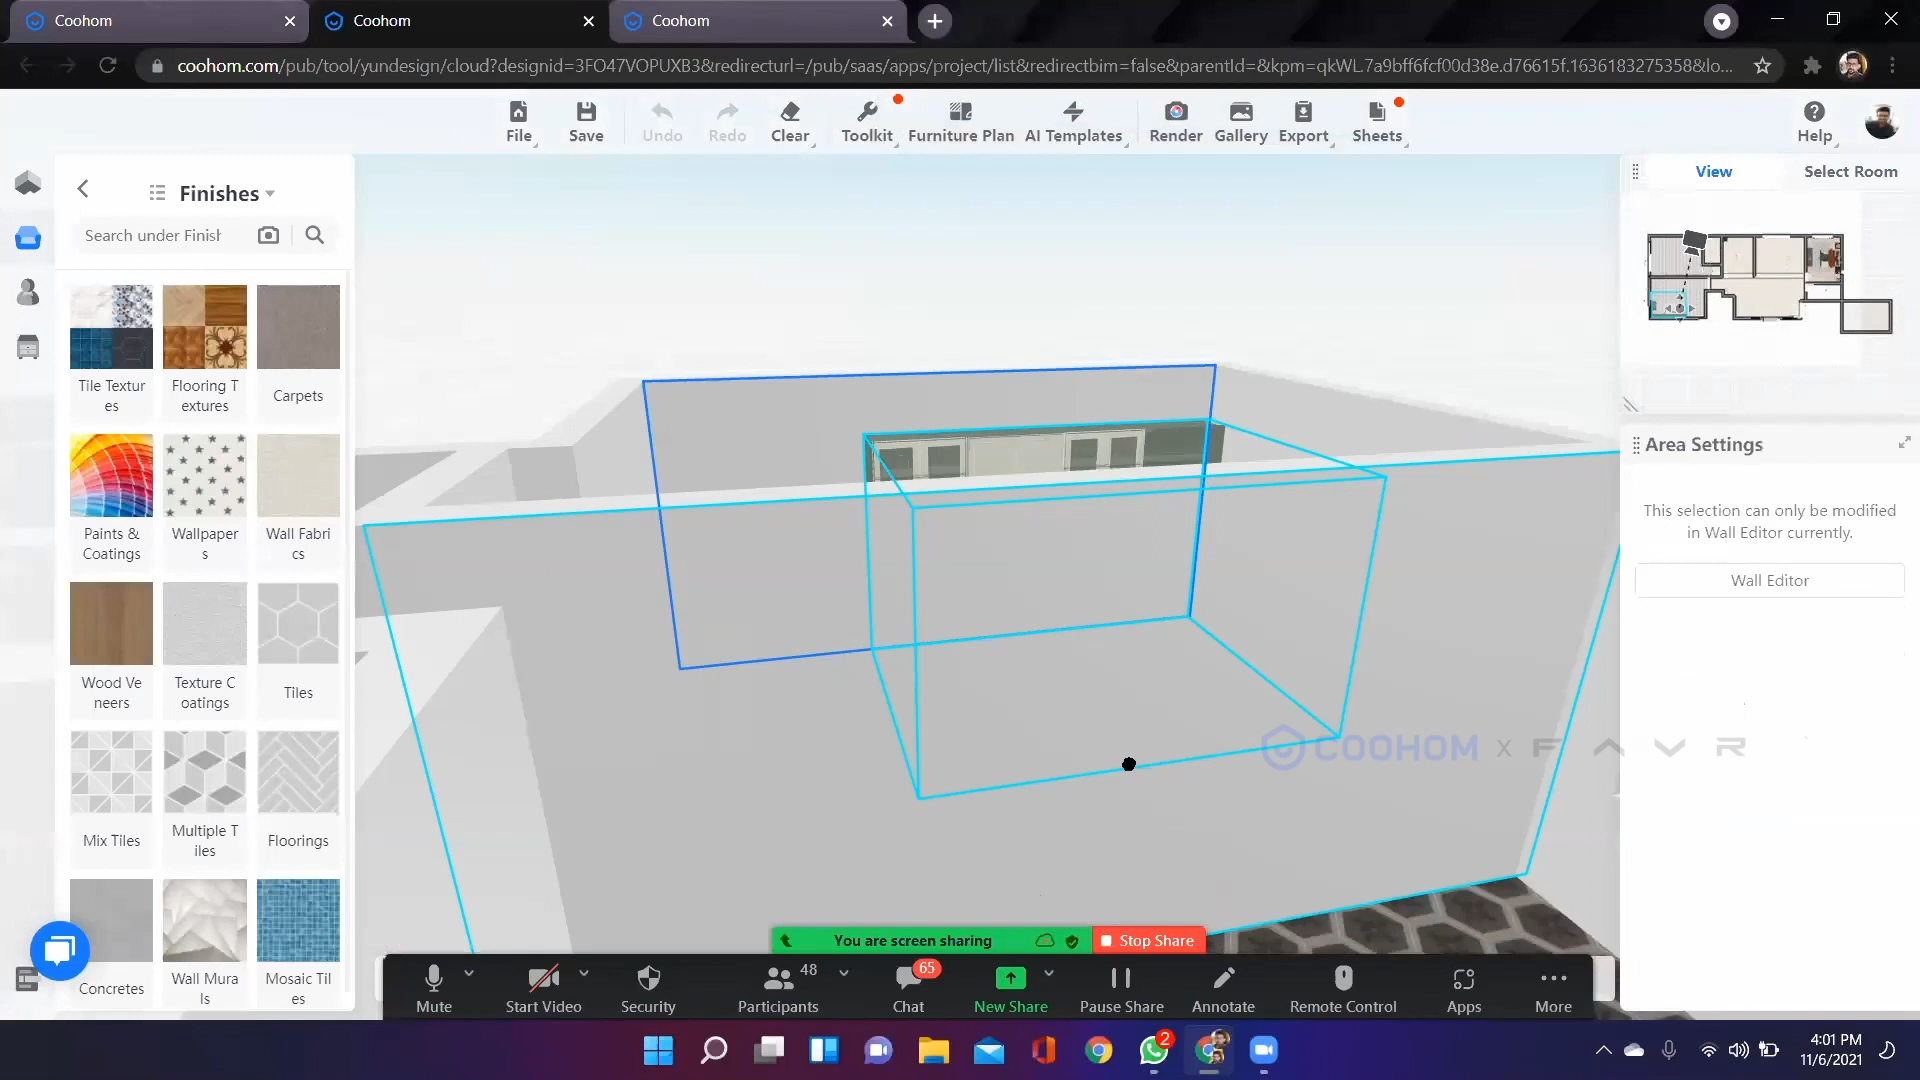 Coohom
Coohom
Coohom
coohom.com/pub/tool/yundesign/cloud?designid=3FO47VOPUXB3&redirecturl=/pub/saas/apps/project/list&redirectbim=false&parentId=&kpm=qkWL.7a9bff6fcf00d38e.d76615f.1636183275358&lo...
File
Save
Undo
Redo
Clear
Toolkit
Furniture Plan
AI Templates
Render
Gallery
Export
Sheets
Help
Finishes
Search under Finish
Tile Textur
es
Flooring T
extures
Carpets
Paints &
Coatings
Wallpaper
s
Wall Fabri
cs
Wood Ve
neers
Texture C
oatings
Tiles
Mix Tiles
Multiple T
iles
Floorings
Concretes
Wall Mura
ls
Mosaic Til
es
View
Select Room
Area Settings
This selection can only be modified
in Wall Editor currently.
Wall Editor
COOHOM x FAVR
You are screen sharing
Stop Share
Mute
Start Video
Security
Participants
48
Chat
65
New Share
Pause Share
Annotate
Remote Control
Apps
More
2
4:01 PM
11/6/2021